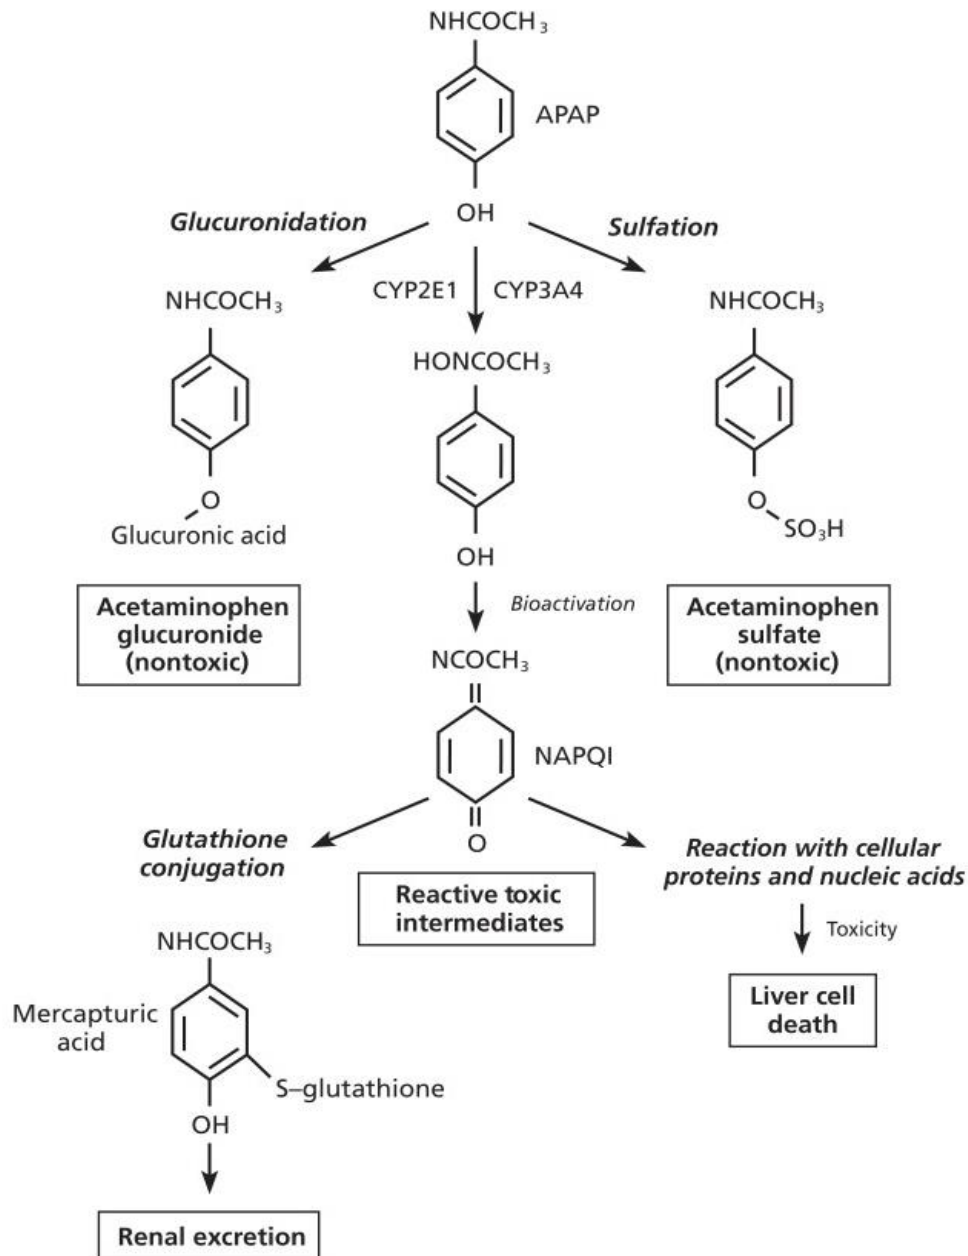 NHCOCH₃
APAP
OH
Glucuronidation
Sulfation
CYP2E1
CYP3A4
NHCOCH₃
HONCOCH₃
NHCOCH₃
O
Glucuronic acid
OH
O
SO₃H
Acetaminophen
glucuronide
(nontoxic)
Bioactivation
Acetaminophen
sulfate
(nontoxic)
NCOCH₃
NAPQI
O
Glutathione
conjugation
Reactive toxic
intermediates
Reaction with cellular
proteins and nucleic acids
Toxicity
Liver cell
death
NHCOCH₃
Mercapturic
acid
S–glutathione
OH
Renal excretion